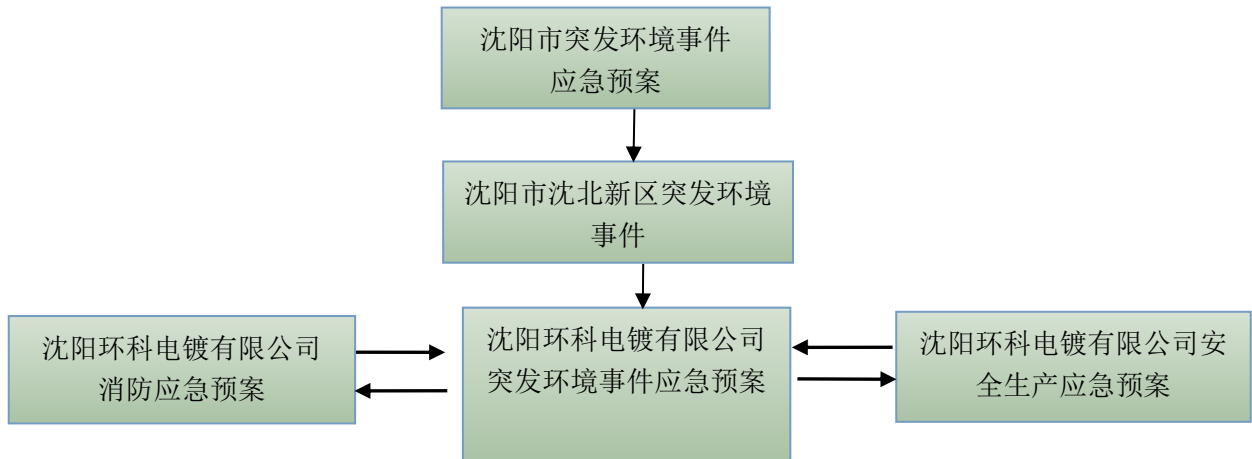 沈阳市突发环境事件
应急预案
沈阳市沈北新区突发环境
事件
沈阳环科电镀有限公司
消防应急预案
沈阳环科电镀有限公司
突发环境事件应急预案
沈阳环科电镀有限公司安
全生产应急预案